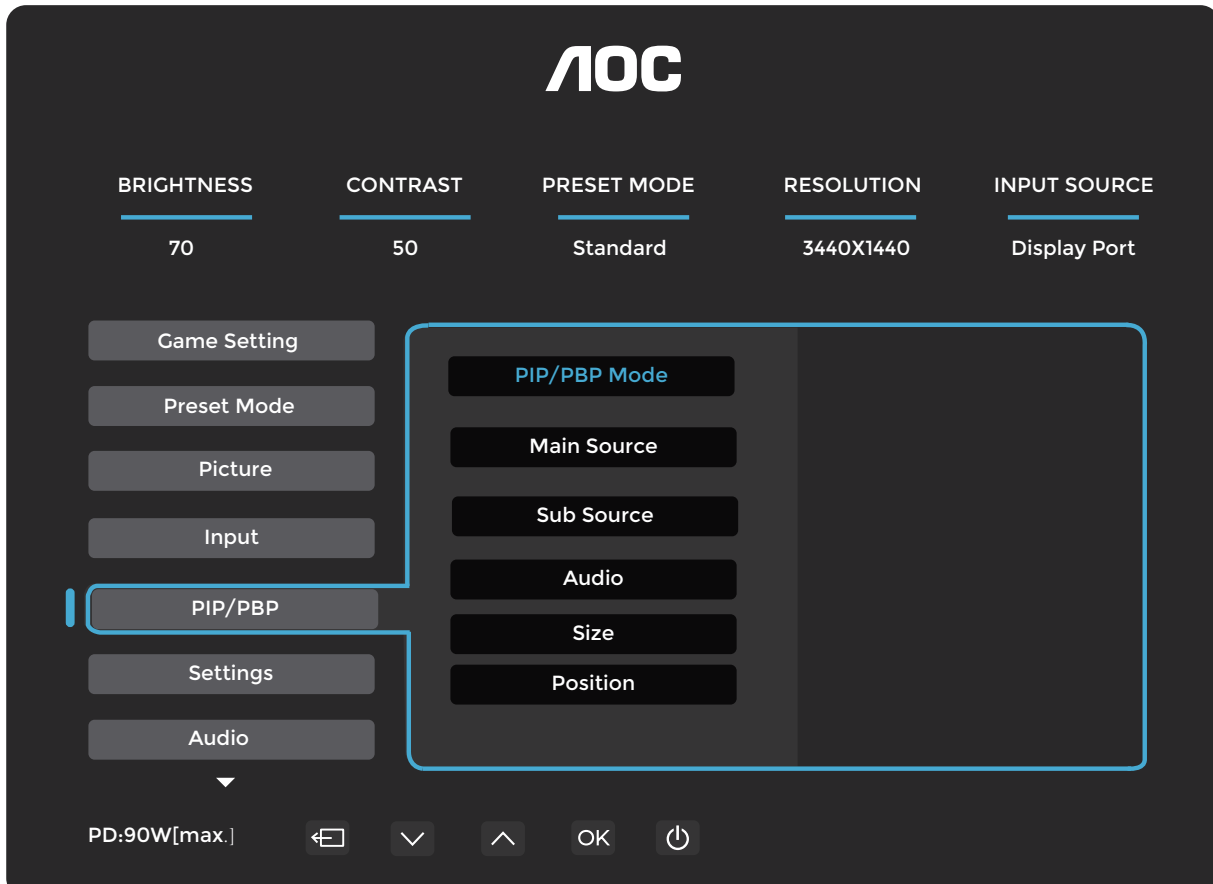 AOC
BRIGHTNESS CONTRAST PRESET MODE RESOLUTION INPUT SOURCE
70 50 Standard 3440X1440 Display Port
Game Setting
Preset Mode
Picture
Input
PIP/PBP
Settings
Audio
PIP/PBP Mode
Main Source
Sub Source
Audio
Size
Position
PD:90W[max.]
OK